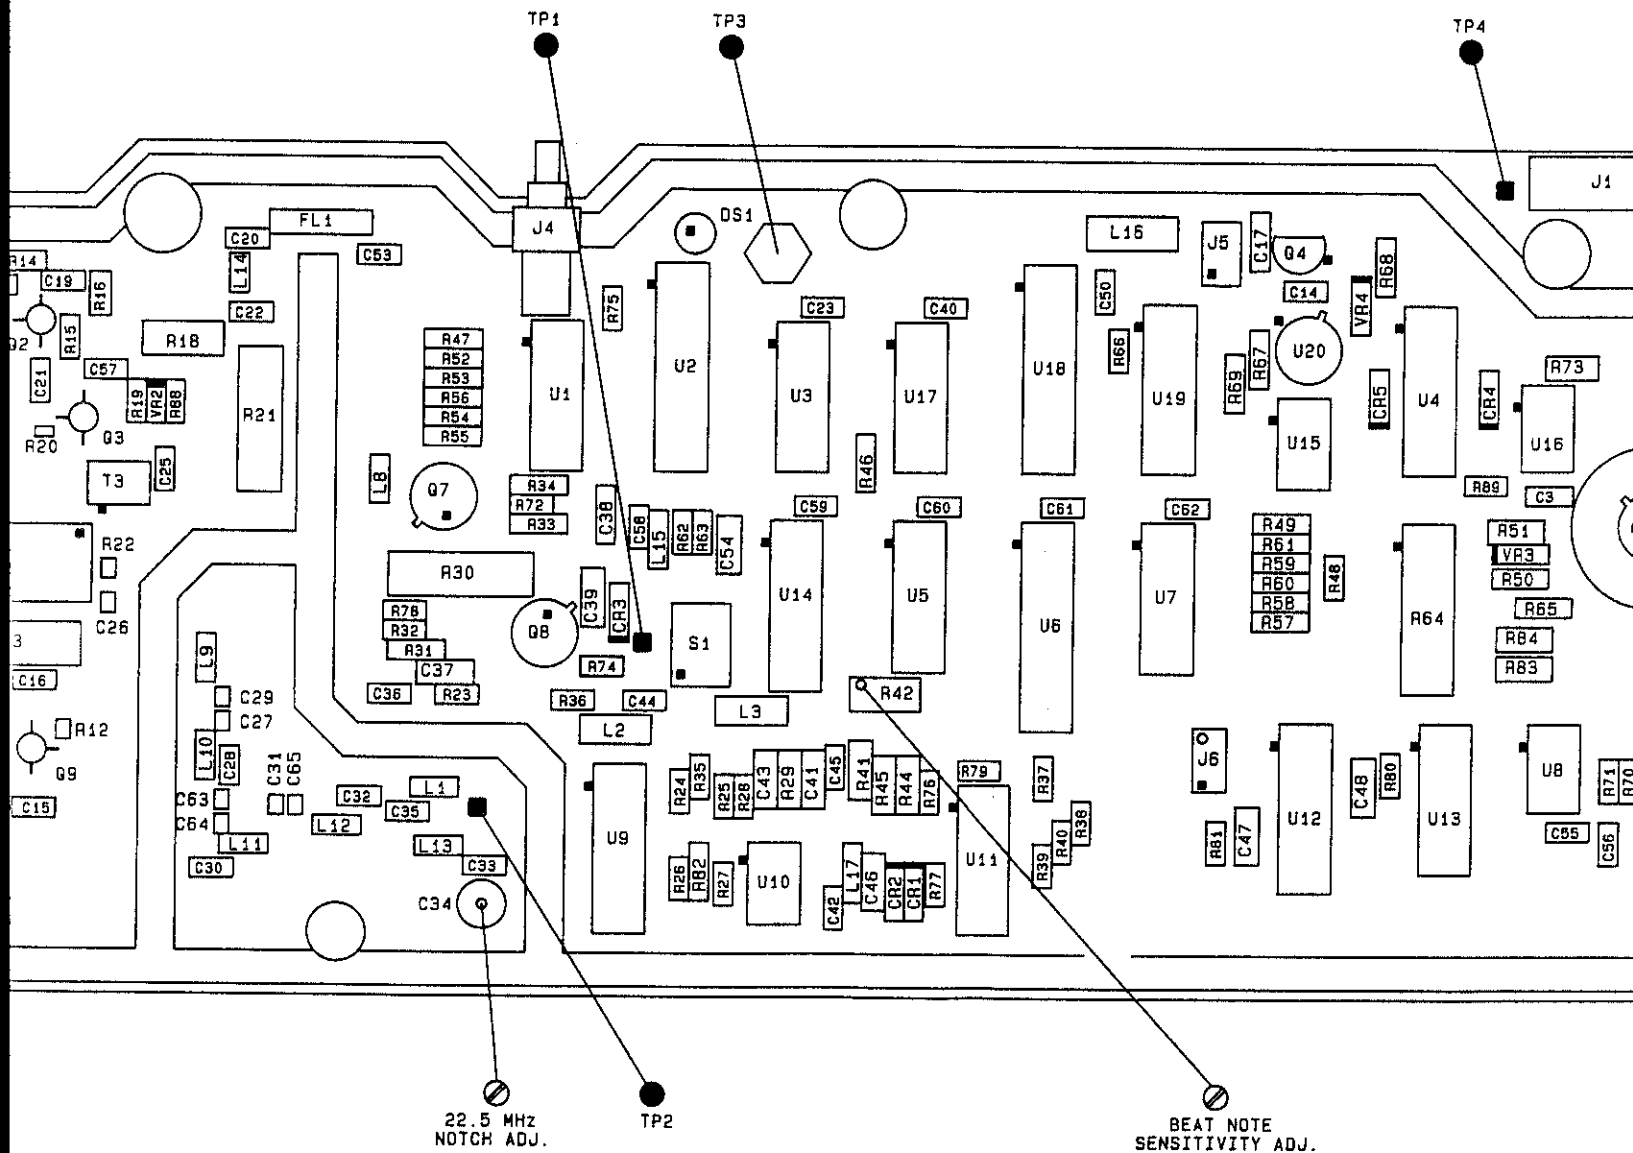 TP1
TP3
TP4
J1
FL1
J4
DS1
C20
L14
C53
L16
J5
C17
Q4
R68
R14
C19
R16
C22
R75
C23
C40
C50
C14
VR4
Q2
R15
R18
R47
R52
R53
R56
R54
R55
U1
U2
U3
U17
U18
R66
U19
R69
R67
U20
CR5
U4
CR4
R73
C21
C57
R19
VR2
R88
R21
R20
Q3
T3
C25
L8
Q7
R34
R72
R33
C38
R46
U15
U16
R89
C3
C58
L15
R62
R63
C54
C59
C60
C61
C62
R49
R61
R59
R60
R58
R57
R48
R51
VR3
R50
R65
R84
R83
R22
C26
R30
R78
R32
R31
C37
C36
R23
Q8
C39
CR3
R74
S1
U14
U5
U6
U7
R64
3
C16
L9
C29
C27
R12
Q9
L10
C28
C31
C65
R36
C44
L2
L3
R42
C15
C63
C64
L11
C30
C32
L12
C35
L1
L13
C33
C34
U9
R24
R35
R25
R28
C43
R29
C41
C45
R41
R45
R44
R76
R79
R37
R38
R40
R39
J6
R81
C47
U12
C48
R80
U13
U8
R71
R70
C55
C56
R26
R82
R27
U10
C42
L17
C46
CR2
CR1
R77
U11
22.5 MHz
NOTCH ADJ.
TP2
BEAT NOTE
SENSITIVITY ADJ.